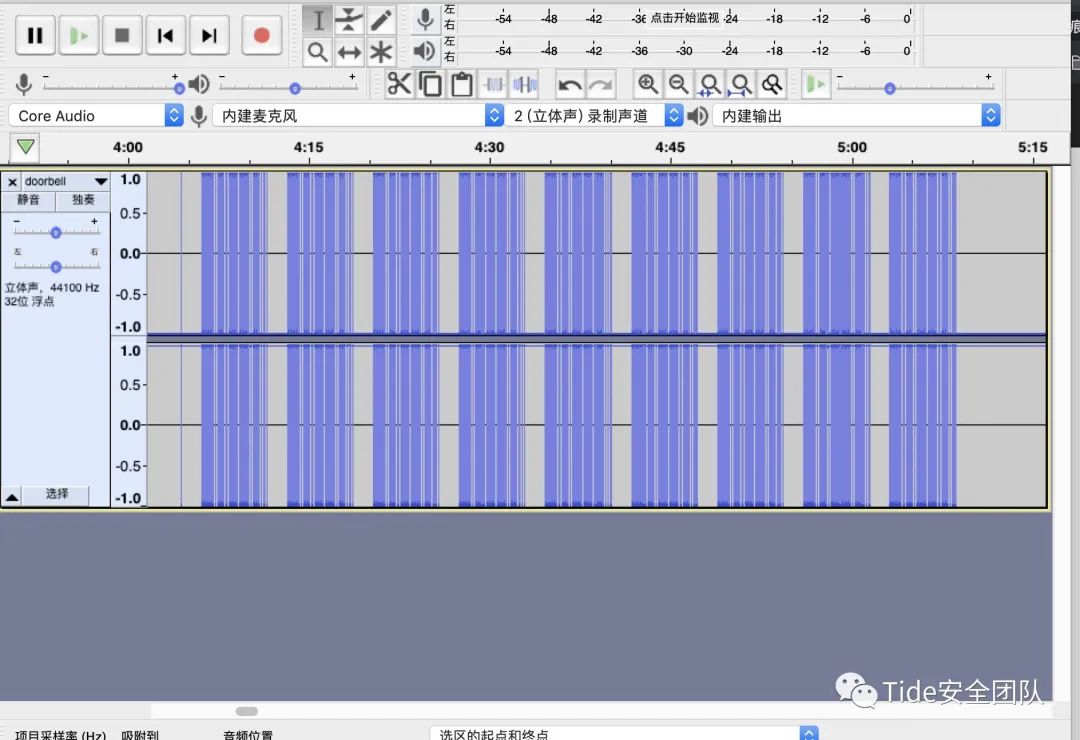 左
右
-54 -48 -42 -36 点击开始监视 -24 -18 -12 -6 0
左
右
-54 -48 -42 -36 -30 -24 -18 -12 -6 0
- + - +
- +
Core Audio 内建麦克风 2 (立体声) 录制声道 内建输出
4:00 4:15 4:30 4:45 5:00 5:15
doorbell
静音 独奏
- +
左 右
立体声, 44100 Hz
32位 浮点
选择
1.0
0.5
0.0
-0.5
-1.0
1.0
0.5
0.0
-0.5
-1.0
Tide安全团队
项目采样率 (Hz) 吸附到 音频位置 选区的起点和终点